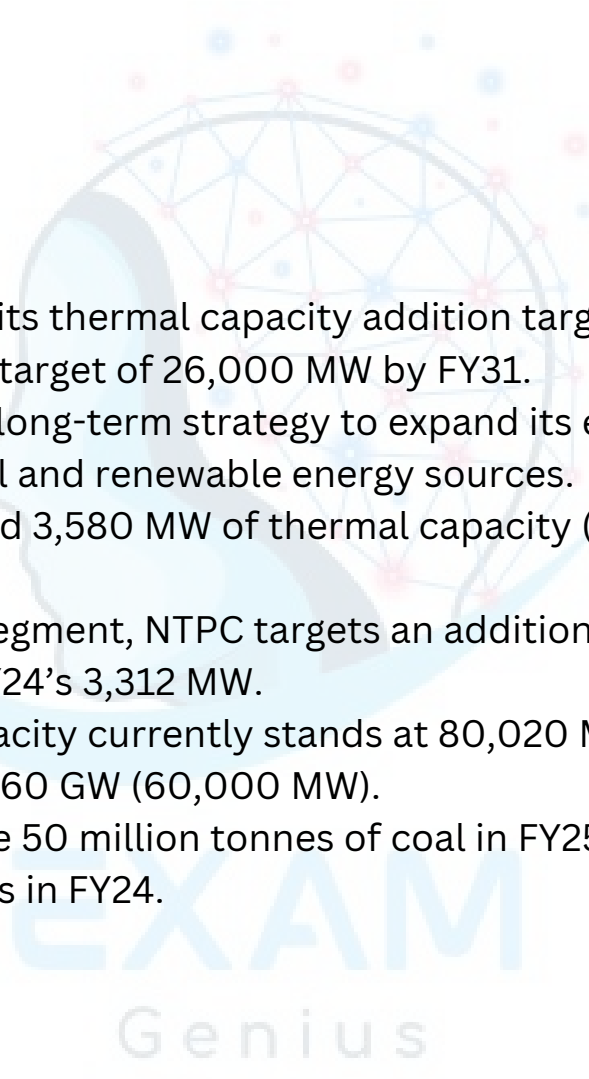 its thermal capacity addition targ
target of 26,000 MW by FY31.
long-term strategy to expand its e
l and renewable energy sources.
d 3,580 MW of thermal capacity (
egment, NTPC targets an addition
24’s 3,312 MW.
acity currently stands at 80,020 M
60 GW (60,000 MW).
e 50 million tonnes of coal in FY25
s in FY24.
EXAM
Genius